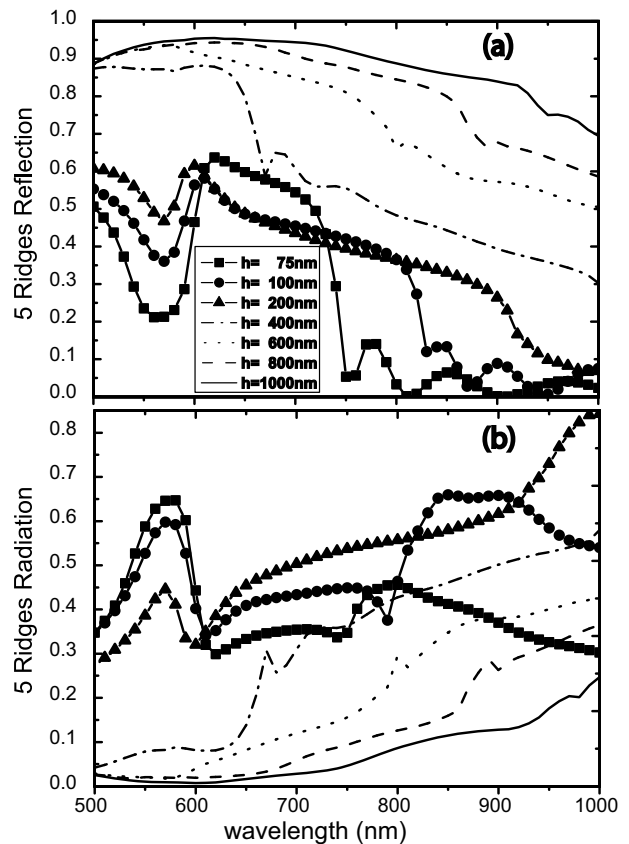 (a)
5 Ridges Reflection
1.0
0.9
0.8
0.7
0.6
0.5
0.4
0.3
0.2
0.1
0.0
h= 75nm
h= 100nm
h= 200nm
h= 400nm
h= 600nm
h= 800nm
h=1000nm
(b)
5 Ridges Radiation
0.8
0.7
0.6
0.5
0.4
0.3
0.2
0.1
0.0
500 600 700 800 900 1000
wavelength (nm)